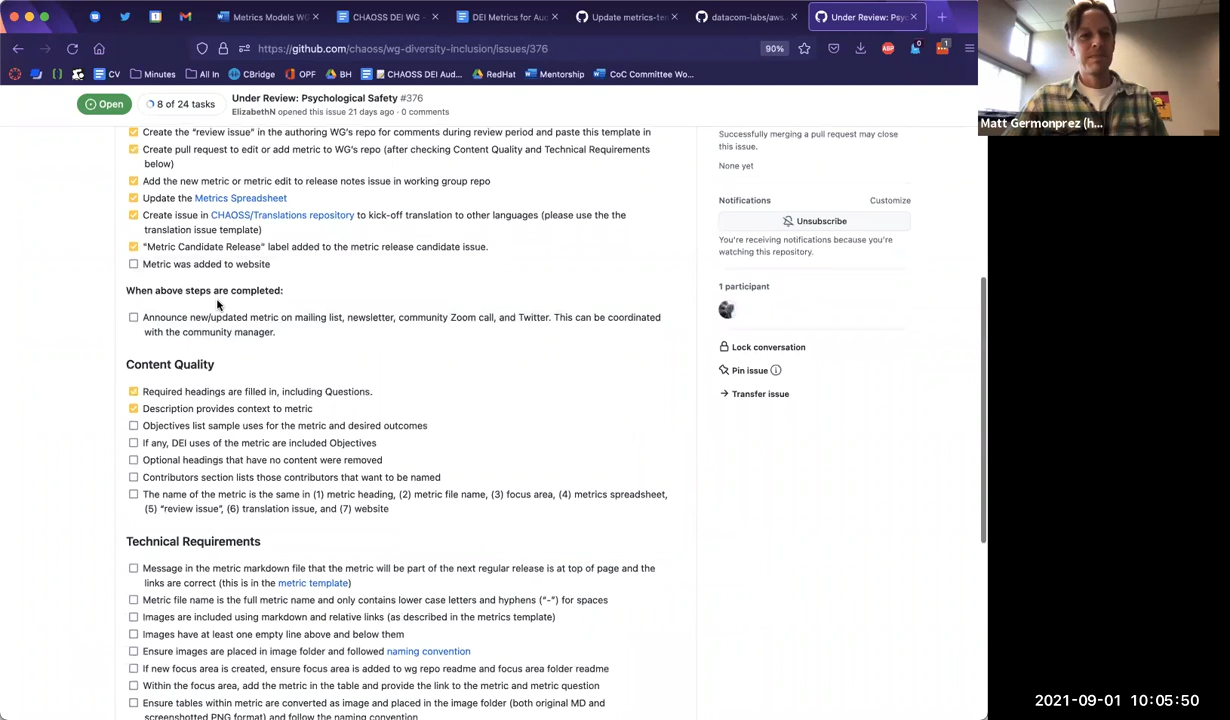 Metrics Models WG
CHAOSS DEI WG -
DEI Metrics for Auc
Update metrics-ten
datacom-labs/aws.
Under Review: Psyc
https://github.com/chaoss/wg-diversity-inclusion/issues/376
90%
ABP
0
1
CV
Minutes
All In
CBridge
OPF
BH
CHAOSS DEI Aud...
RedHat
Mentorship
CoC Committee Wo...
Matt Germonprez (h...
Open
8 of 24 tasks
Under Review: Psychological Safety #376
ElizabethN opened this issue 21 days ago · 0 comments
Create the “review issue” in the authoring WG's repo for comments during review period and paste this template in
Create pull request to edit or add metric to WG's repo (after checking Content Quality and Technical Requirements
below)
Add the new metric or metric edit to release notes issue in working group repo
Update the Metrics Spreadsheet
Create issue in CHAOSS/Translations repository to kick-off translation to other languages (please use the the
translation issue template)
"Metric Candidate Release" label added to the metric release candidate issue.
Metric was added to website
When above steps are completed:
Announce new/updated metric on mailing list, newsletter, community Zoom call, and Twitter. This can be coordinated
with the community manager.
Content Quality
Required headings are filled in, including Questions.
Description provides context to metric
Objectives list sample uses for the metric and desired outcomes
If any, DEI uses of the metric are included Objectives
Optional headings that have no content were removed
Contributors section lists those contributors that want to be named
The name of the metric is the same in (1) metric heading, (2) metric file name, (3) focus area, (4) metrics spreadsheet,
(5) “review issue”, (6) translation issue, and (7) website
Technical Requirements
Message in the metric markdown file that the metric will be part of the next regular release is at top of page and the
links are correct (this is in the metric template)
Metric file name is the full metric name and only contains lower case letters and hyphens (“-”) for spaces
Images are included using markdown and relative links (as described in the metrics template)
Images have at least one empty line above and below them
Ensure images are placed in image folder and followed naming convention
If new focus area is created, ensure focus area is added to wg repo readme and focus area folder readme
Within the focus area, add the metric in the table and provide the link to the metric and metric question
Ensure tables within metric are converted as image and placed in the image folder (both original MD and
screenshotted PNG format) and follow the naming convention
Successfully merging a pull request may close
this issue.
None yet
Notifications
Customize
Unsubscribe
You're receiving notifications because you're
watching this repository.
1 participant
Lock conversation
Pin issue
Transfer issue
2021-09-01 10:05:50